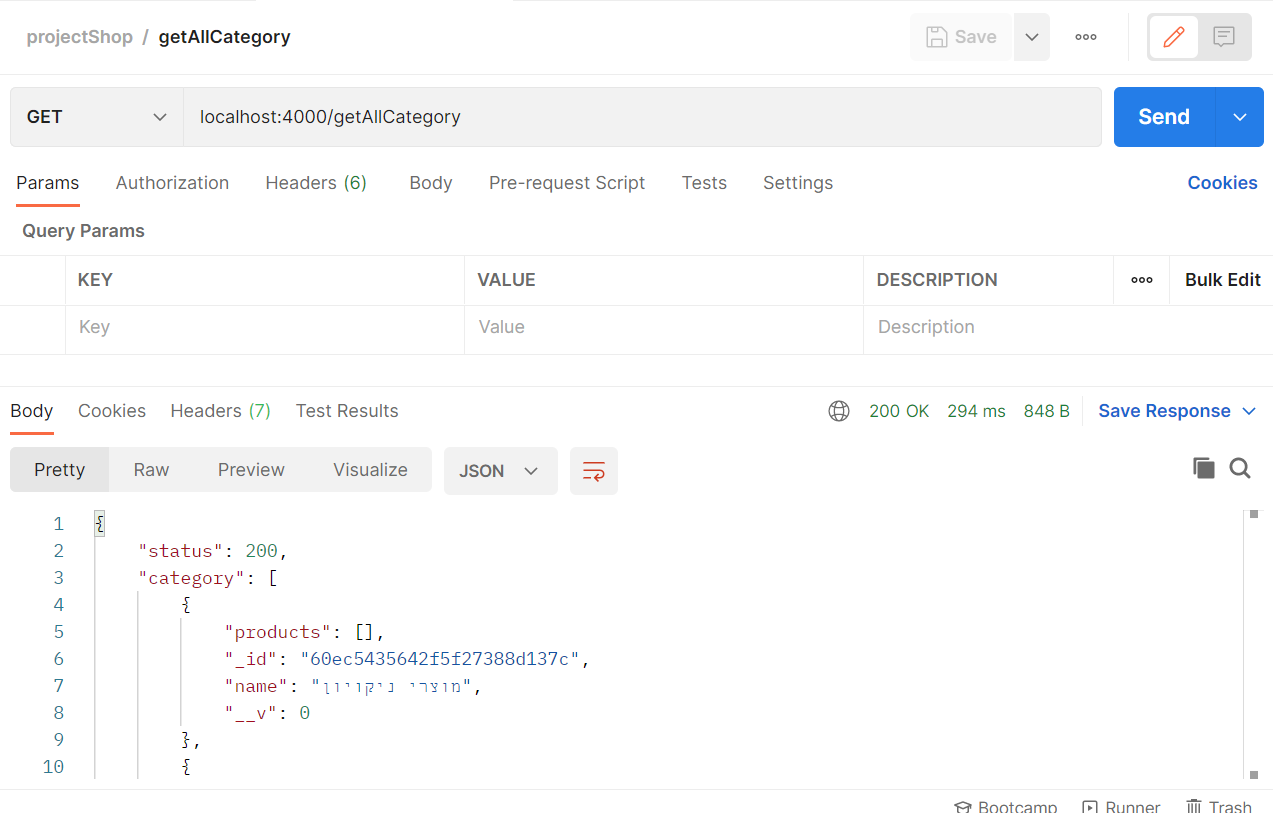 projectShop / getAllCategory
Save
GET localhost:4000/getAllCategory Send
Params Authorization Headers (6) Body Pre-request Script Tests Settings Cookies
Query Params
KEY VALUE DESCRIPTION Bulk Edit
Key Value Description
Body Cookies Headers (7) Test Results 200 OK 294 ms 848 B Save Response
Pretty Raw Preview Visualize JSON
1 {
2 "status": 200,
3 "category": [
4 {
5 "products": [],
6 "_id": "60ec5435642f5f27388d137c",
7 "name": "מוצרי ניקויון",
8 "__v": 0
9 },
10 {
Bootcamp Runner Trash